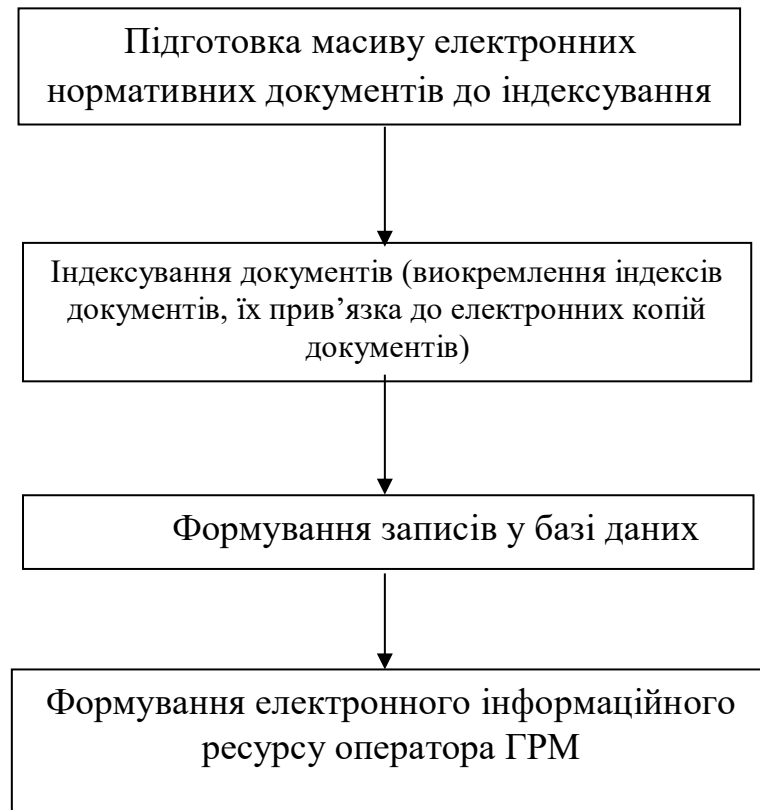 Підготовка масиву електронних
нормативних документів до індексування
Індексування документів (виокремлення індексів
документів, їх прив’язка до електронних копій
документів)
Формування записів у базі даних
Формування електронного інформаційного
ресурсу оператора ГРМ